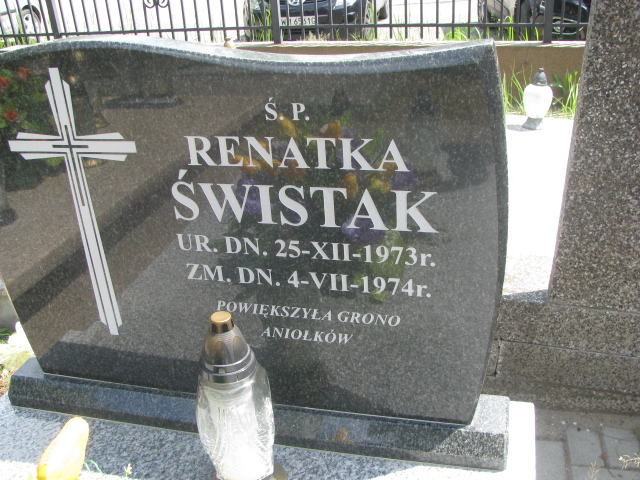 Ś. P.
RENATKA
ŚWISTAK
UR. DN. 25-XII-1973r.
ZM. DN. 4-VII-1974r.
POWIĘKSZYŁA GRONO
ANIOŁKÓW